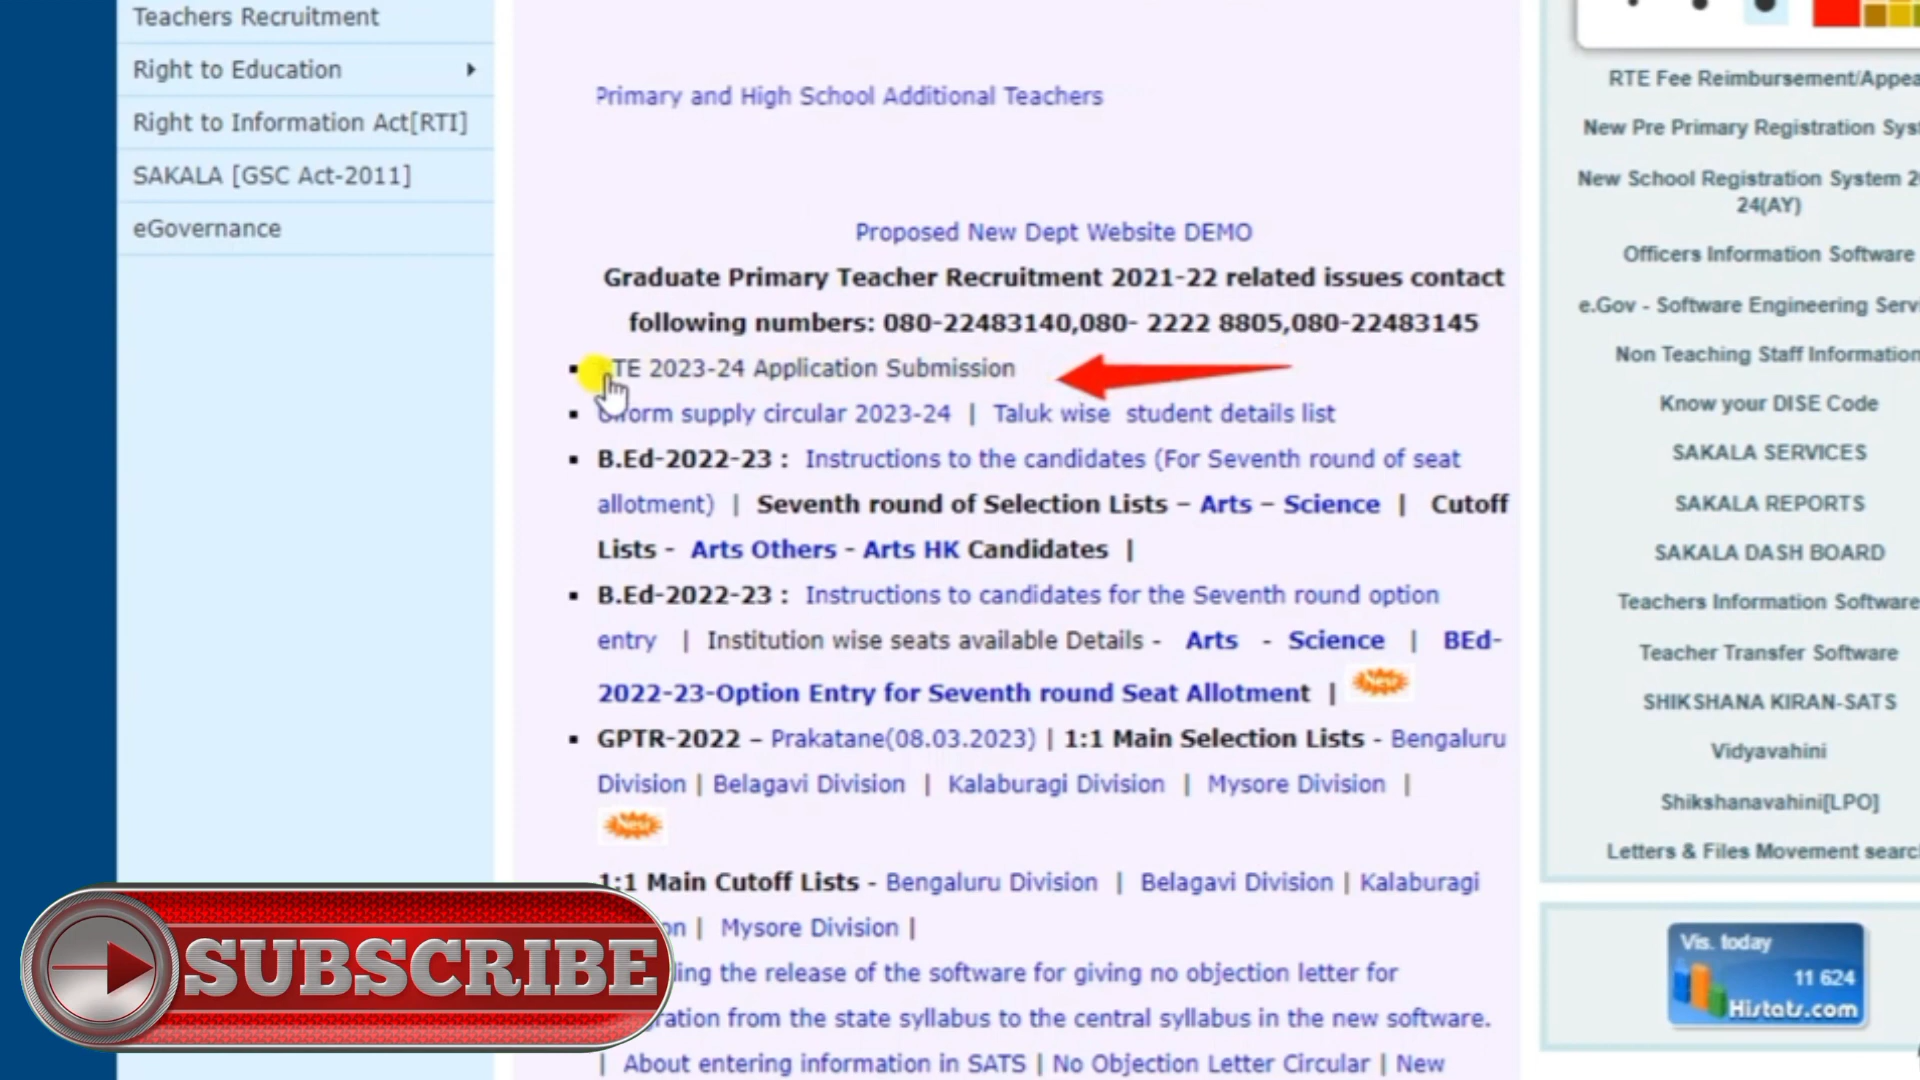 Teachers Recruitment
Right to Education
Right to Information Act[RTI]
SAKALA [GSC Act-2011]
eGovernance
Primary and High School Additional Teachers
Proposed New Dept Website DEMO
Graduate Primary Teacher Recruitment 2021-22 related issues contact
following numbers: 080-22483140,080- 2222 8805,080-22483145
TE 2023-24 Application Submission
form supply circular 2023-24 | Taluk wise student details list
B.Ed-2022-23 : Instructions to the candidates (For Seventh round of seat
allotment) | Seventh round of Selection Lists – Arts – Science | Cutoff
Lists - Arts Others - Arts HK Candidates |
B.Ed-2022-23 : Instructions to candidates for the Seventh round option
entry | Institution wise seats available Details - Arts - Science | BEd-
2022-23-Option Entry for Seventh round Seat Allotment | New
GPTR-2022 – Prakatane(08.03.2023) | 1:1 Main Selection Lists - Bengaluru
Division | Belagavi Division | Kalaburagi Division | Mysore Division |
New
1:1 Main Cutoff Lists - Bengaluru Division | Belagavi Division | Kalaburagi
on | Mysore Division |
ing the release of the software for giving no objection letter for
ration from the state syllabus to the central syllabus in the new software.
| About entering information in SATS | No Objection Letter Circular | New
RTE Fee Reimbursement/Appea
New Pre Primary Registration Syst
New School Registration System 2
24(AY)
Officers Information Software
e.Gov - Software Engineering Servi
Non Teaching Staff Information
Know your DISE Code
SAKALA SERVICES
SAKALA REPORTS
SAKALA DASH BOARD
Teachers Information Software
Teacher Transfer Software
SHIKSHANA KIRAN-SATS
Vidyavahini
Shikshanavahini[LPO]
Letters & Files Movement searc
Vis. today
11 624
Histats.com
SUBSCRIBE